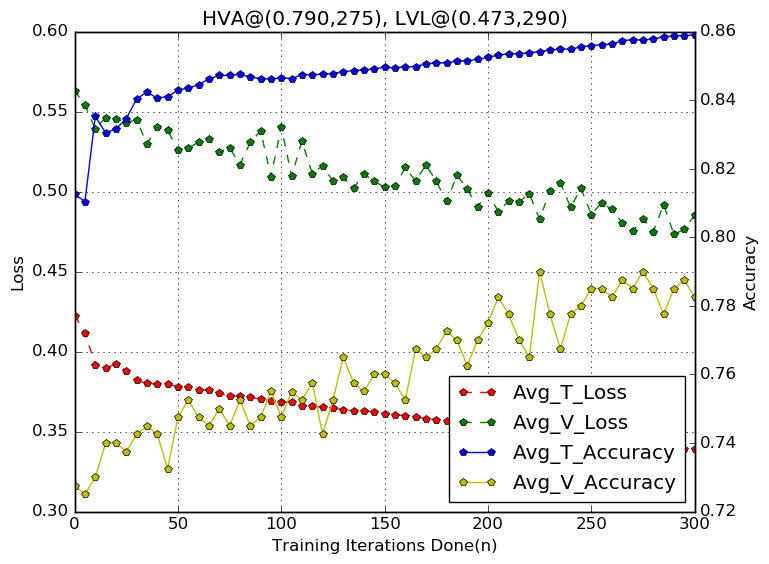 HVA@(0.790,275), LVL@(0.473,290)
0.60
0.55
0.50
0.45
0.40
0.35
0.30
Loss
0.86
0.84
0.82
0.80
0.78
0.76
0.74
0.72
Accuracy
Avg_T_Loss
Avg_V_Loss
Avg_T_Accuracy
Avg_V_Accuracy
0 50 100 150 200 250 300
Training Iterations Done(n)